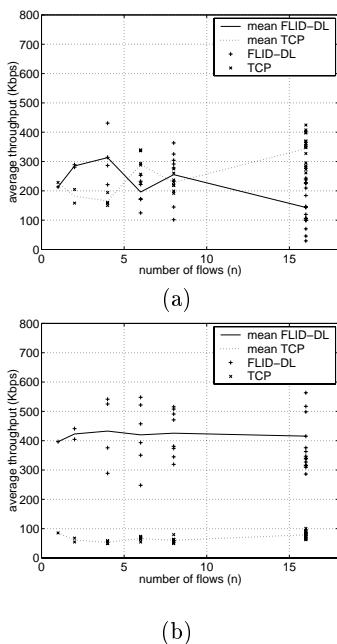 800
700
600
500
400
300
200
100
0
0
5
10
15
average throughput (Kbps)
number of flows (n)
mean FLID−DL
mean TCP
FLID−DL
TCP
(a)
800
700
600
500
400
300
200
100
0
0
5
10
15
average throughput (Kbps)
number of flows (n)
mean FLID−DL
mean TCP
FLID−DL
TCP
(b)